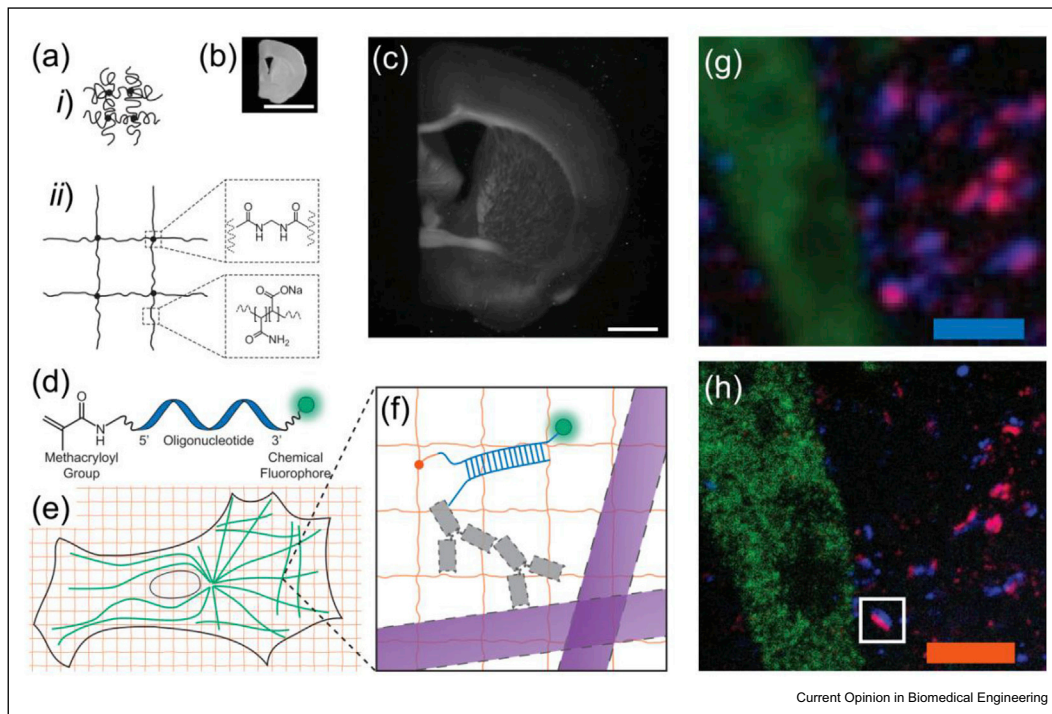 (a)
i)
(b)
(c)
(g)
ii)
O
O
N
H
N
H
O
ONa
O
NH2
(d)
O
N
H
5'
Oligonucleotide
3'
Methacryloyl
Group
Chemical
Fluorophore
(e)
(f)
(h)
Current Opinion in Biomedical Engineering